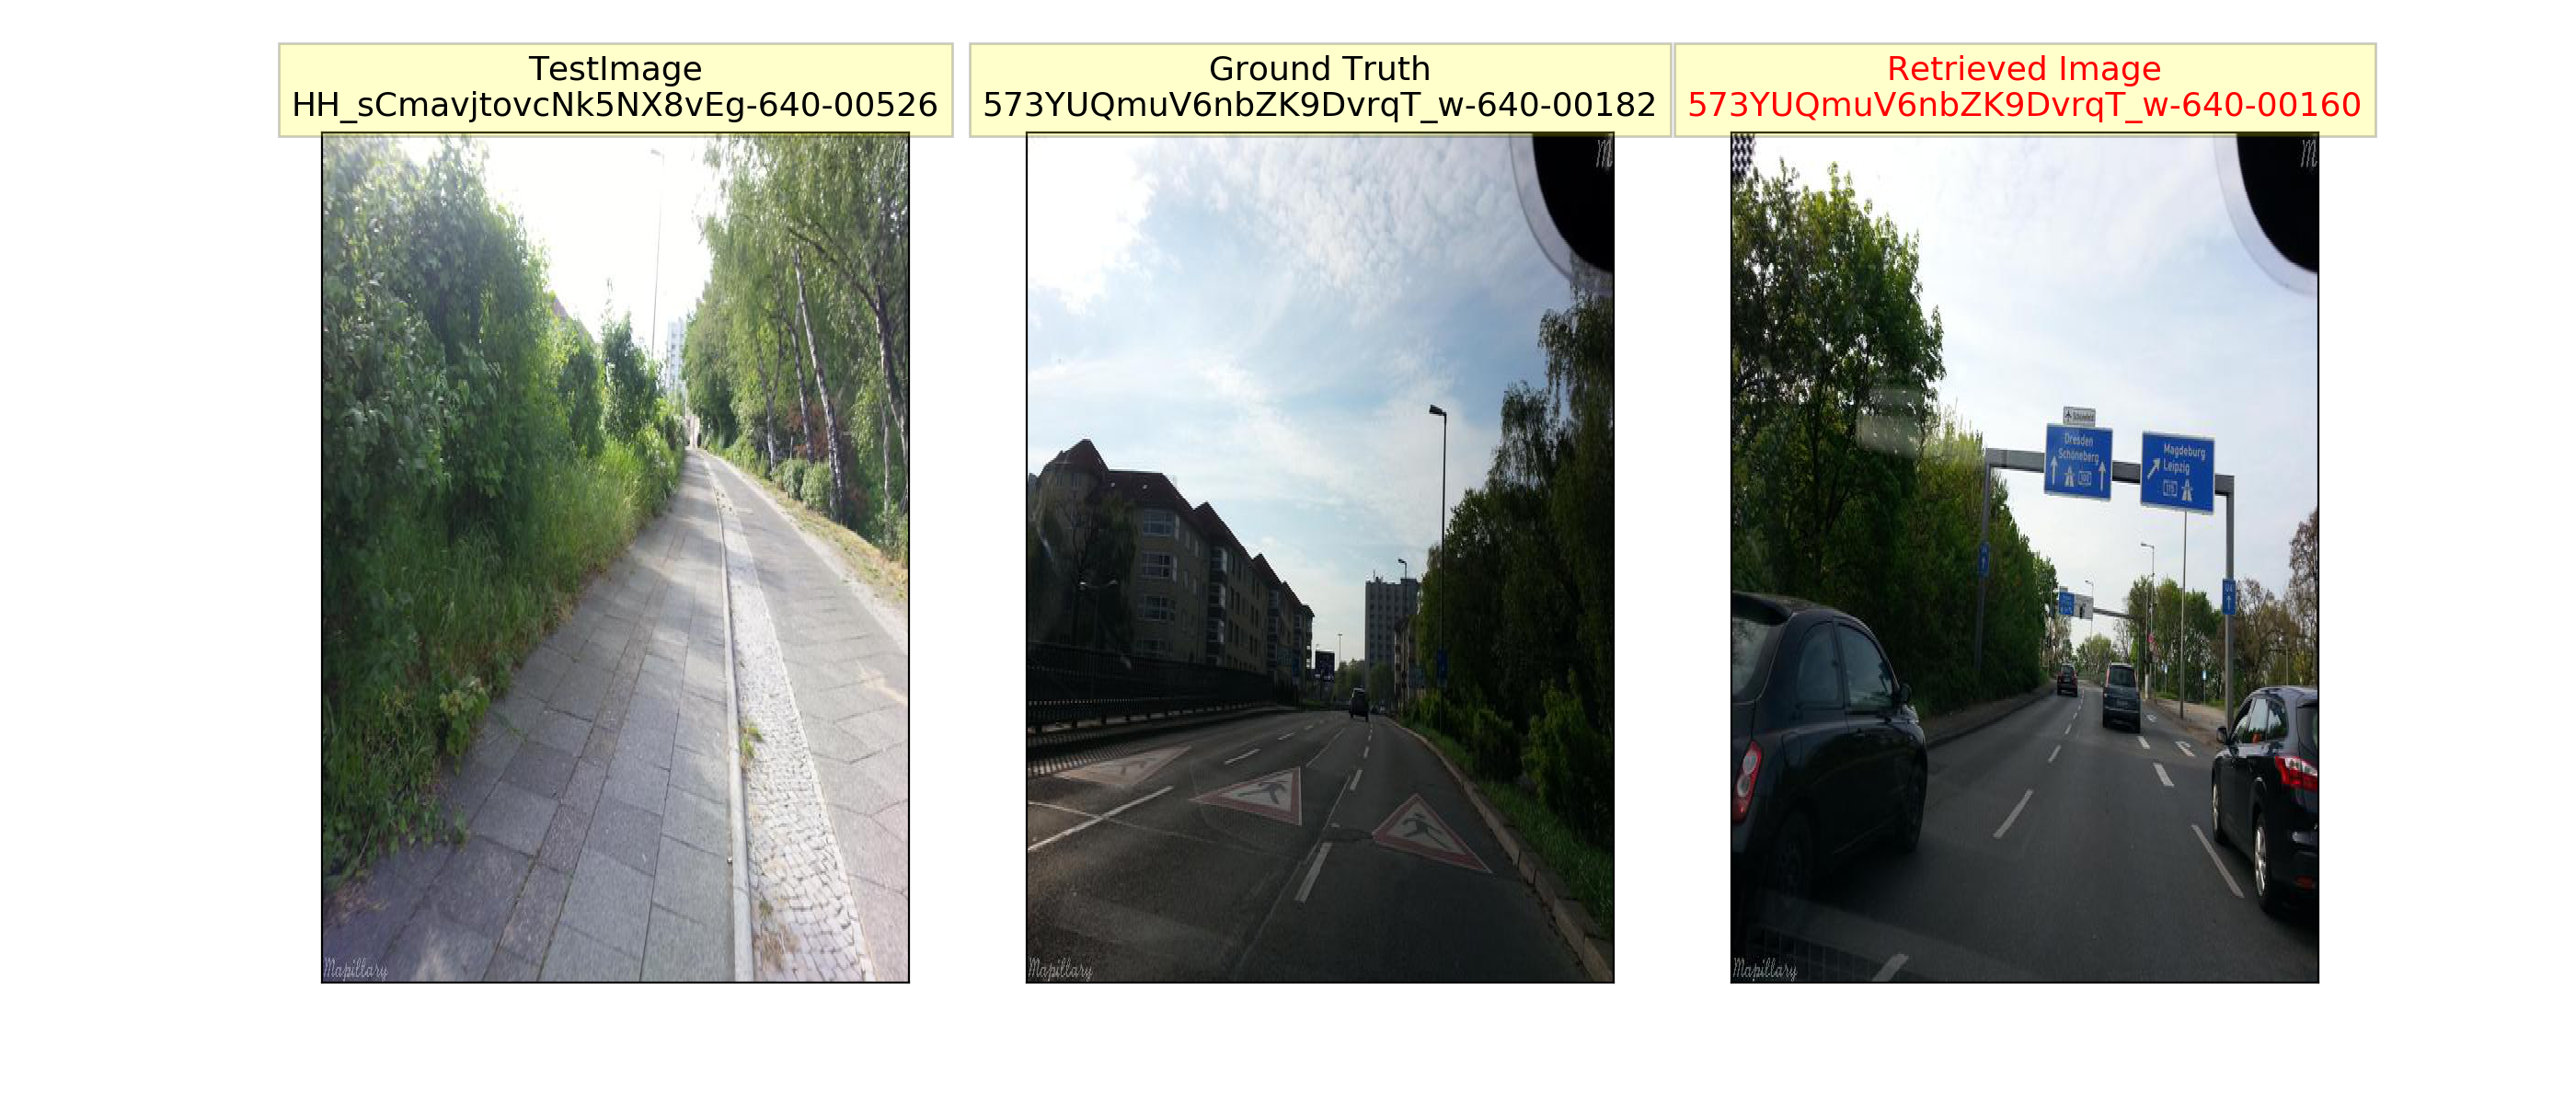 TestImage
HH_sCmavjtovcNk5NX8vEg-640-00526
Ground Truth
573YUQmuV6nbZK9DvrqT_w-640-00182
Retrieved Image
573YUQmuV6nbZK9DvrqT_w-640-00160
M
M
Dresden
Schöneberg
Magdeburg
Leipzig
Mapillary
Mapillary
Mapillary